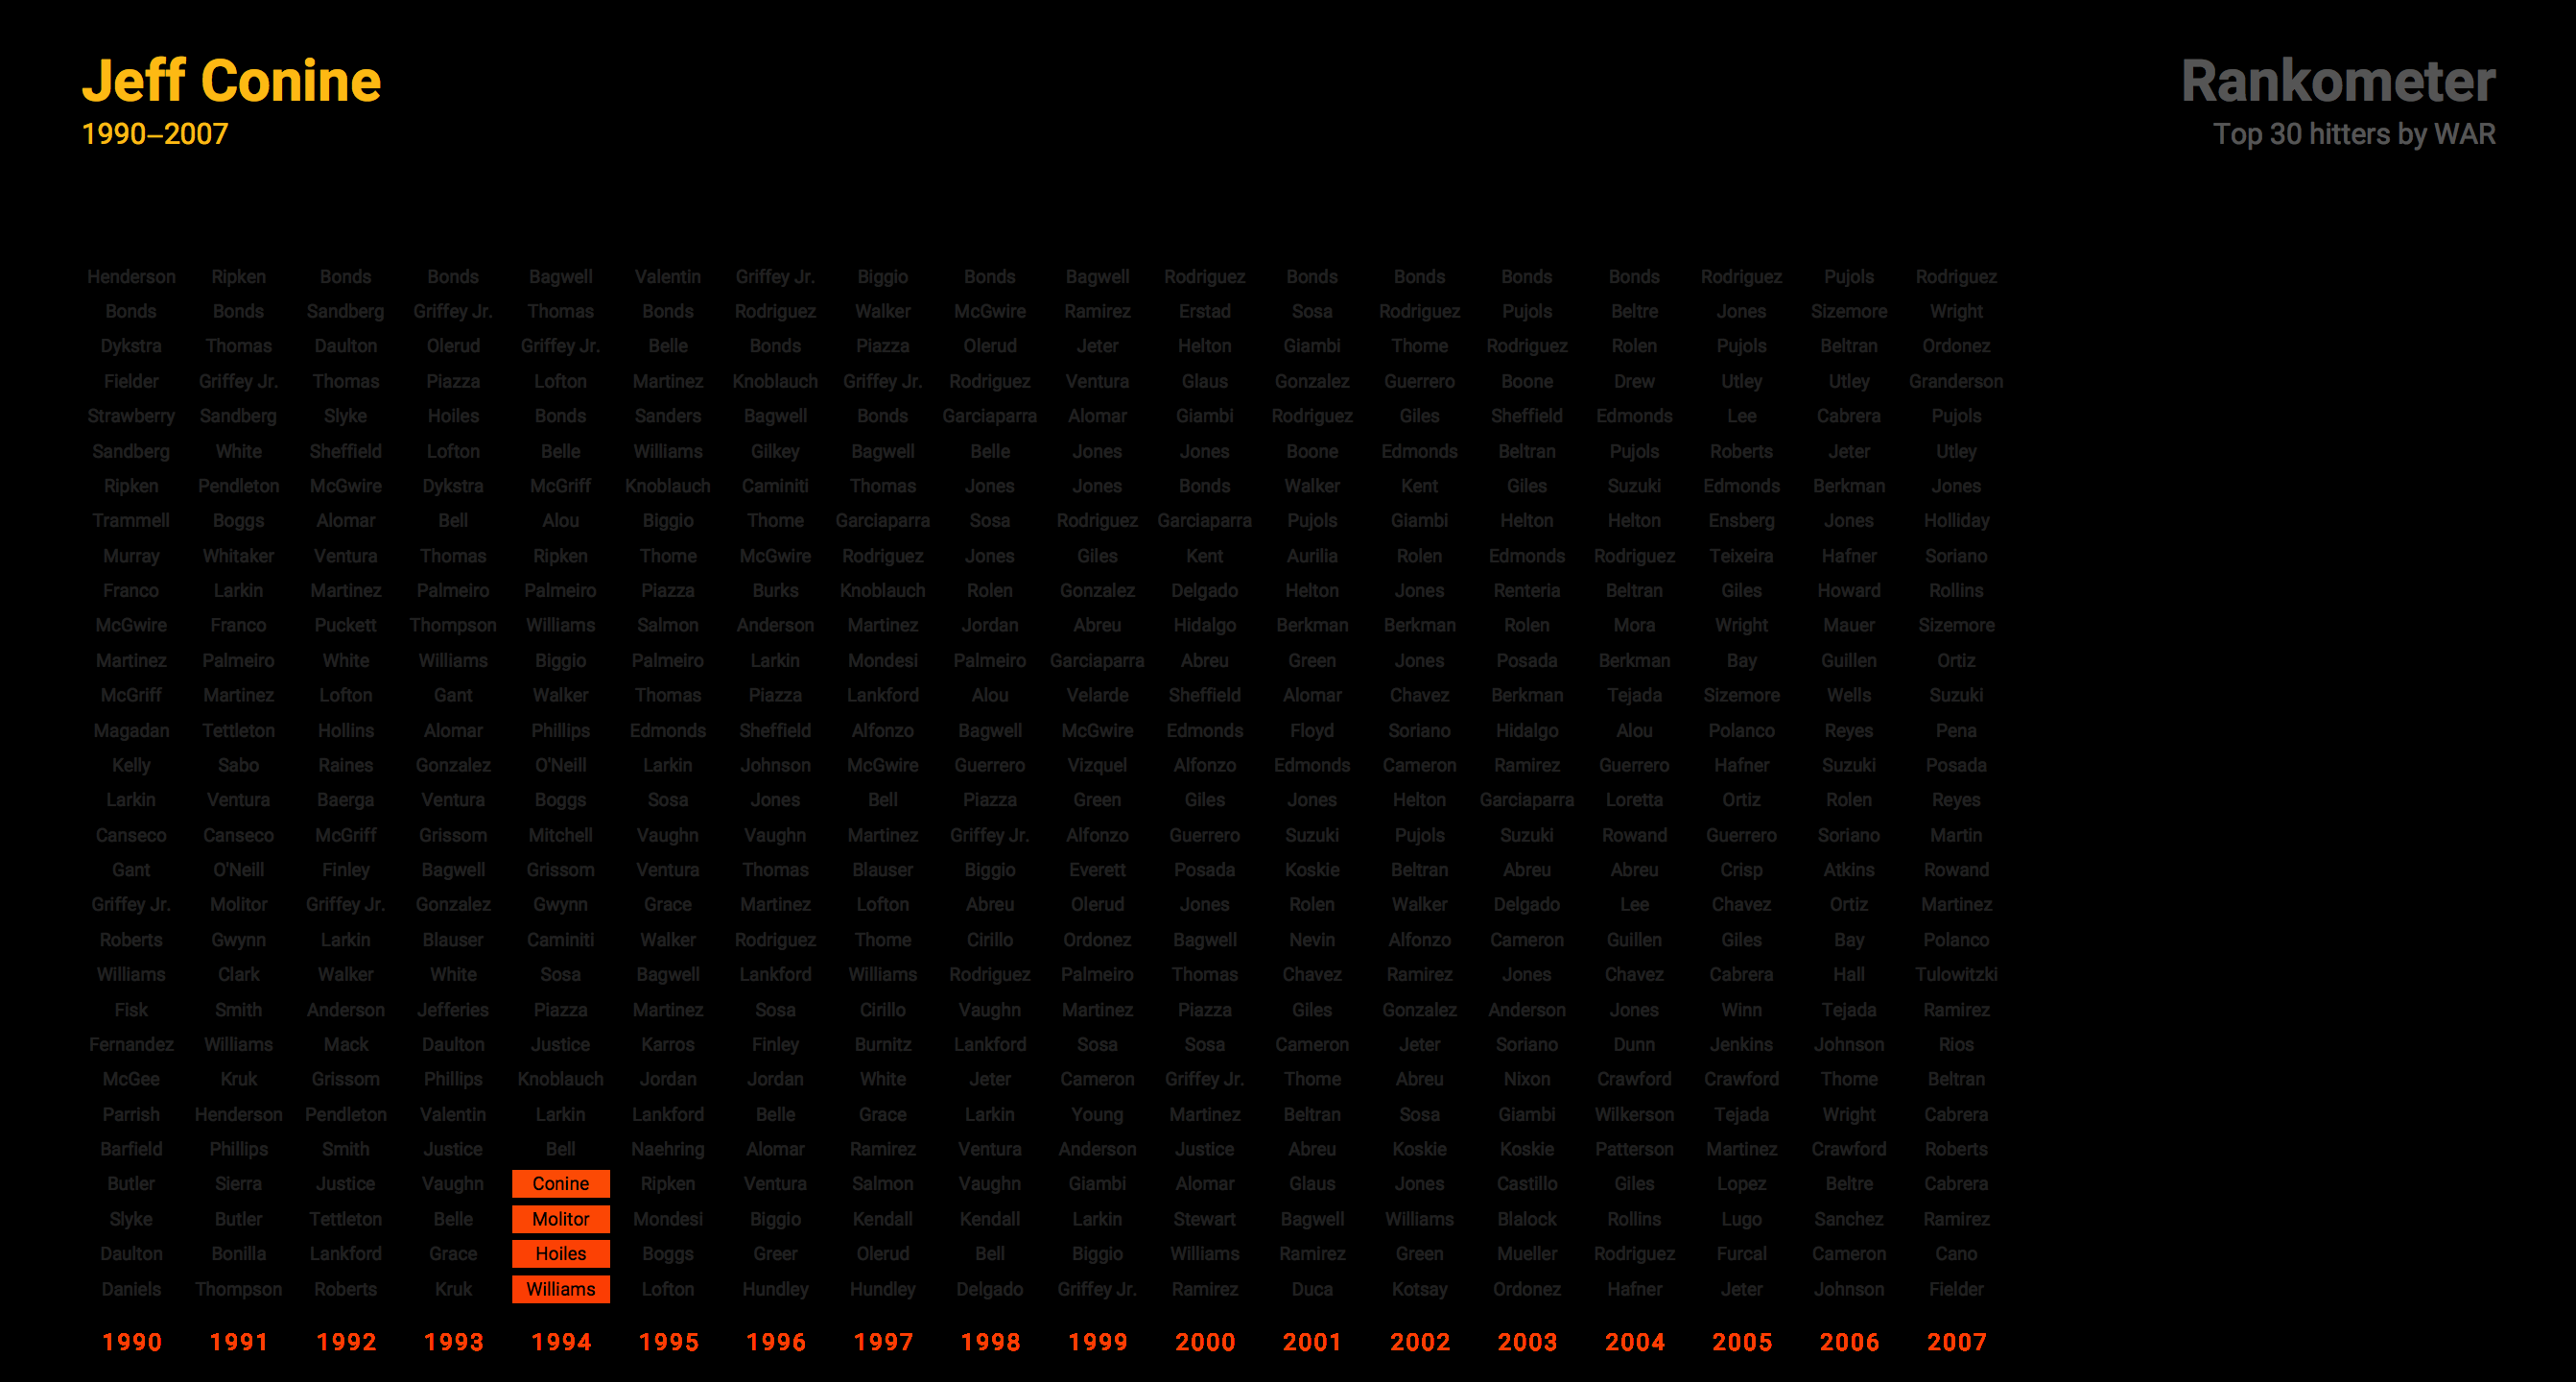 Jeff Conine
1990–2007
Rankometer
Top 30 hitters by WAR
Henderson Ripken Bonds Bonds Bagwell Valentin Griffey Jr. Biggio Bonds Bagwell Rodriguez Bonds Bonds Bonds Bonds Rodriguez Pujols Rodriguez
Bonds Bonds Sandberg Griffey Jr. Thomas Bonds Rodriguez Walker McGwire Ramirez Erstad Sosa Rodriguez Pujols Beltre Jones Sizemore Wright
Dykstra Thomas Daulton Olerud Griffey Jr. Belle Bonds Piazza Olerud Jeter Helton Giambi Thome Rodriguez Rolen Pujols Beltran Ordonez
Fielder Griffey Jr. Thomas Piazza Lofton Martinez Knoblauch Griffey Jr. Rodriguez Ventura Glaus Gonzalez Guerrero Boone Drew Utley Utley Granderson
Strawberry Sandberg Slyke Hoiles Bonds Sanders Bagwell Bonds Garciaparra Alomar Giambi Rodriguez Giles Sheffield Edmonds Lee Cabrera Pujols
Sandberg White Sheffield Lofton Belle Williams Gilkey Bagwell Belle Jones Jones Boone Edmonds Beltran Pujols Roberts Jeter Utley
Ripken Pendleton McGwire Dykstra McGriff Knoblauch Caminiti Thomas Jones Jones Bonds Walker Kent Giles Suzuki Edmonds Berkman Jones
Trammell Boggs Alomar Bell Alou Biggio Thome Garciaparra Sosa Rodriguez Garciaparra Pujols Giambi Helton Helton Ensberg Jones Holliday
Murray Whitaker Ventura Thomas Ripken Thome McGwire Rodriguez Jones Giles Kent Aurilia Rolen Edmonds Rodriguez Teixeira Hafner Soriano
Franco Larkin Martinez Palmeiro Palmeiro Piazza Burks Knoblauch Rolen Gonzalez Delgado Helton Jones Renteria Beltran Giles Howard Rollins
McGwire Franco Puckett Thompson Williams Salmon Anderson Martinez Jordan Abreu Hidalgo Berkman Berkman Rolen Mora Wright Mauer Sizemore
Martinez Palmeiro White Williams Biggio Palmeiro Larkin Mondesi Palmeiro Garciaparra Abreu Green Jones Posada Berkman Bay Guillen Ortiz
McGriff Martinez Lofton Gant Walker Thomas Piazza Lankford Alou Velarde Sheffield Alomar Chavez Berkman Tejada Sizemore Wells Suzuki
Magadan Tettleton Hollins Alomar Phillips Edmonds Sheffield Alfonzo Bagwell McGwire Edmonds Floyd Soriano Hidalgo Alou Polanco Reyes Pena
Kelly Sabo Raines Gonzalez O'Neill Larkin Johnson McGwire Guerrero Vizquel Alfonzo Edmonds Cameron Ramirez Guerrero Hafner Suzuki Posada
Larkin Ventura Baerga Ventura Boggs Sosa Jones Bell Piazza Green Giles Jones Helton Garciaparra Loretta Ortiz Rolen Reyes
Canseco Canseco McGriff Grissom Mitchell Vaughn Vaughn Martinez Griffey Jr. Alfonzo Guerrero Suzuki Pujols Suzuki Rowand Guerrero Soriano Martin
Gant O'Neill Finley Bagwell Grissom Ventura Thomas Blauser Biggio Everett Posada Koskie Beltran Abreu Abreu Crisp Atkins Rowand
Griffey Jr. Molitor Griffey Jr. Gonzalez Gwynn Grace Martinez Lofton Abreu Olerud Jones Rolen Walker Delgado Lee Chavez Ortiz Martinez
Roberts Gwynn Larkin Blauser Caminiti Walker Rodriguez Thome Cirillo Ordonez Bagwell Nevin Alfonzo Cameron Guillen Giles Bay Polanco
Williams Clark Walker White Sosa Bagwell Lankford Williams Rodriguez Palmeiro Thomas Chavez Ramirez Jones Chavez Cabrera Hall Tulowitzki
Fisk Smith Anderson Jefferies Piazza Martinez Sosa Cirillo Vaughn Martinez Piazza Giles Gonzalez Anderson Jones Winn Tejada Ramirez
Fernandez Williams Mack Daulton Justice Karros Finley Burnitz Lankford Sosa Sosa Cameron Jeter Soriano Dunn Jenkins Johnson Rios
McGee Kruk Grissom Phillips Knoblauch Jordan Jordan White Jeter Cameron Griffey Jr. Thome Abreu Nixon Crawford Crawford Thome Beltran
Parrish Henderson Pendleton Valentin Larkin Lankford Belle Grace Larkin Young Martinez Beltran Sosa Giambi Wilkerson Tejada Wright Cabrera
Barfield Phillips Smith Justice Bell Naehring Alomar Ramirez Ventura Anderson Justice Abreu Koskie Koskie Patterson Martinez Crawford Roberts
Butler Sierra Justice Vaughn Conine Ripken Ventura Salmon Vaughn Giambi Alomar Glaus Jones Castillo Giles Lopez Beltre Cabrera
Slyke Butler Tettleton Belle Molitor Mondesi Biggio Kendall Kendall Larkin Stewart Bagwell Williams Blalock Rollins Lugo Sanchez Ramirez
Daulton Bonilla Lankford Grace Hoiles Boggs Greer Olerud Bell Biggio Williams Ramirez Green Mueller Rodriguez Furcal Cameron Cano
Daniels Thompson Roberts Kruk Williams Lofton Hundley Hundley Delgado Griffey Jr. Ramirez Duca Kotsay Ordonez Hafner Jeter Johnson Fielder
1990 1991 1992 1993 1994 1995 1996 1997 1998 1999 2000 2001 2002 2003 2004 2005 2006 2007